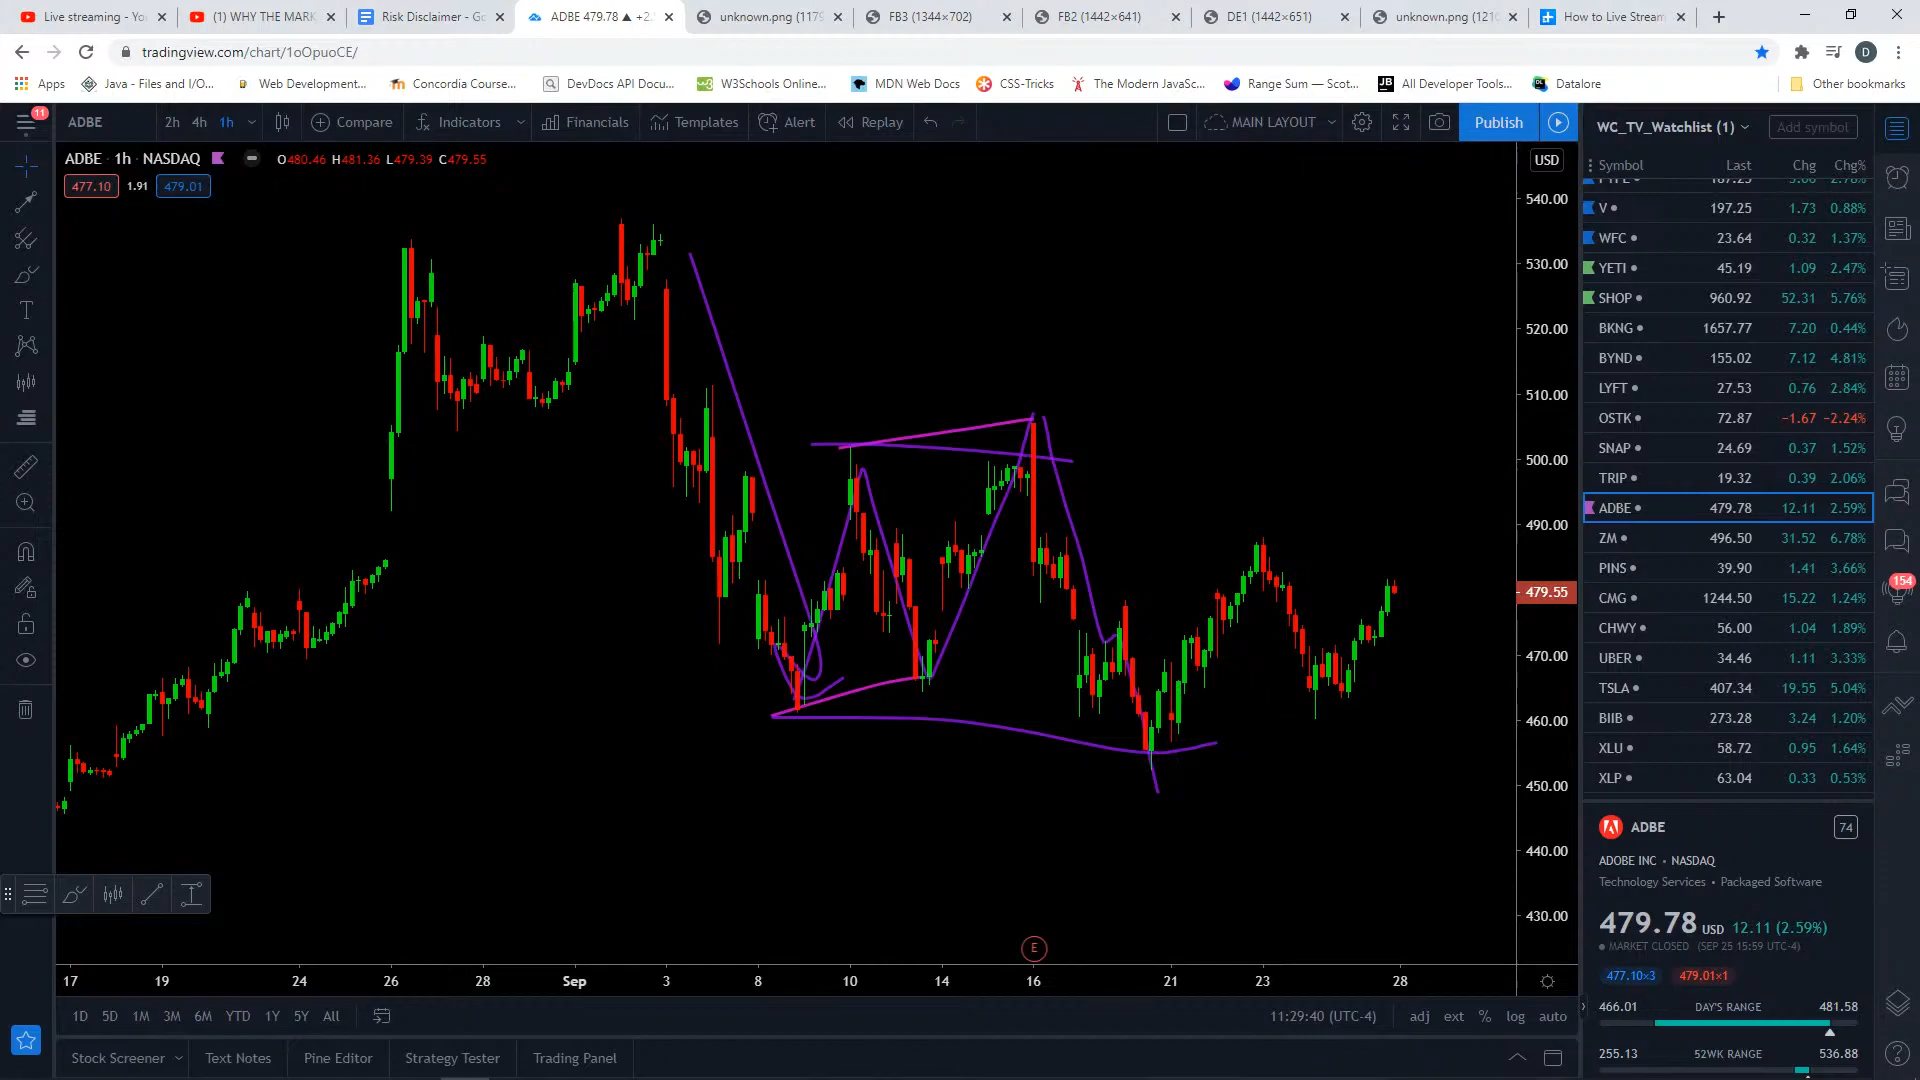 Live streaming - Yo
(1) WHY THE MARK
Risk Disclaimer - Go
ADBE 479.78 ▲ +2.
unknown.png (1179
FB3 (1344×702)
FB2 (1442×641)
DE1 (1442×651)
unknown.png (1210
How to Live Stream
tradingview.com/chart/1oOpuoCE/
D
Apps
Java - Files and I/O...
Web Development...
Concordia Course...
DevDocs API Docu...
W3Schools Online...
MDN Web Docs
CSS-Tricks
The Modern JavaSc...
Range Sum — Scot...
All Developer Tools...
Datalore
Other bookmarks
11
ADBE
2h
4h
1h
Compare
Indicators
Financials
Templates
Alert
Replay
MAIN LAYOUT
Publish
WC_TV_Watchlist (1)
Add symbol
ADBE · 1h · NASDAQ
O480.46 H481.36 L479.39 C479.55
477.10
1.91
479.01
USD
540.00
530.00
520.00
510.00
500.00
490.00
479.55
470.00
460.00
450.00
440.00
430.00
Symbol Last Chg Chg%
V 197.25 1.73 0.88%
WFC 23.64 0.32 1.37%
YETI 45.19 1.09 2.47%
SHOP 960.92 52.31 5.76%
BKNG 1657.77 7.20 0.44%
BYND 155.02 7.12 4.81%
LYFT 27.53 0.76 2.84%
OSTK 72.87 −1.67 −2.24%
SNAP 24.69 0.37 1.52%
TRIP 19.32 0.39 2.06%
ADBE 479.78 12.11 2.59%
ZM 496.50 31.52 6.78%
PINS 39.90 1.41 3.66%
CMG 1244.50 15.22 1.24%
CHWY 56.00 1.04 1.89%
UBER 34.46 1.11 3.33%
TSLA 407.34 19.55 5.04%
BIIB 273.28 3.24 1.20%
XLU 58.72 0.95 1.64%
XLP 63.04 0.33 0.53%
154
ADBE
74
ADOBE INC • NASDAQ
Technology Services • Packaged Software
479.78 USD 12.11 (2.59%)
MARKET CLOSED (SEP 25 15:59 UTC-4)
477.10×3
479.01×1
466.01 DAY'S RANGE 481.58
255.13 52WK RANGE 536.88
E
17 19 24 26 28 Sep 3 8 10 14 16 21 23 28
1D 5D 1M 3M 6M YTD 1Y 5Y All
11:29:40 (UTC-4)
adj ext % log auto
Stock Screener
Text Notes
Pine Editor
Strategy Tester
Trading Panel